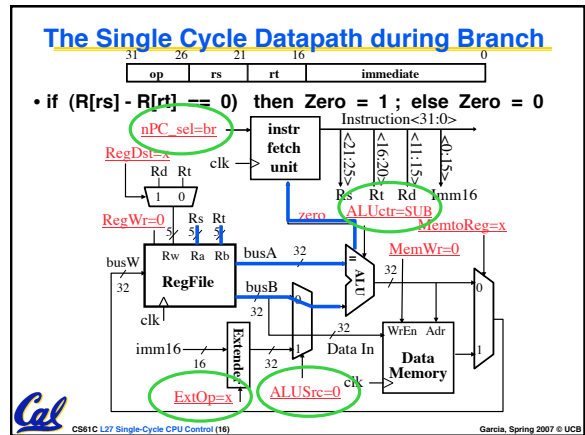 The Single Cycle Datapath during Branch
31 26 21 16 0
op rs rt immediate
• if (R[rs] - R[rt] == 0) then Zero = 1 ; else Zero = 0
nPC_sel=br
instr
fetch
unit
Instruction<31:0>
clk
<21:25>
<16:20>
<11:15>
<0:15>
Rs Rt Rd Imm16
RegDst=x
Rd Rt
1 0
zero
ALUctr=SUB
MemtoReg=x
RegWr=0
Rs Rt
5 5 5
Rw Ra Rb
RegFile
busW
32
clk
busA
32
busB
32
=
ALU
32
MemWr=0
0
1
0
1
32
WrEn Adr
Data In
Data
Memory
clk
imm16
16
Extender
32
ExtOp=x
ALUSrc=0
Cal
CS61C L27 Single-Cycle CPU Control (16)
Garcia, Spring 2007 © UCB